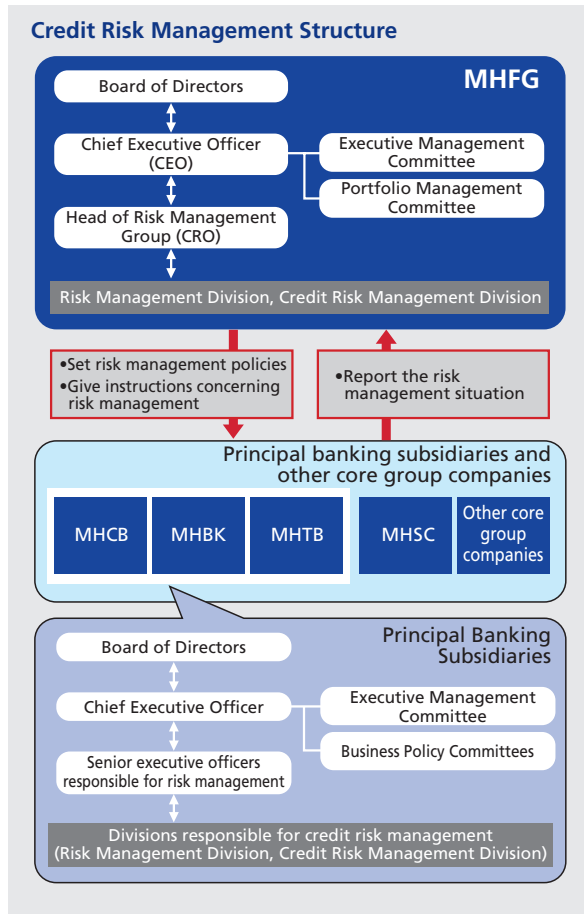 Credit Risk Management Structure
MHFG
Board of Directors
Chief Executive Officer
(CEO)
Executive Management
Committee
Portfolio Management
Committee
Head of Risk Management
Group (CRO)
Risk Management Division, Credit Risk Management Division
•Set risk management policies
•Give instructions concerning
risk management
•Report the risk
management situation
Principal banking subsidiaries and
other core group companies
MHCB
MHBK
MHTB
MHSC
Other core
group
companies
Principal Banking
Subsidiaries
Board of Directors
Chief Executive Officer
Executive Management
Committee
Business Policy Committees
Senior executive officers
responsible for risk management
Divisions responsible for credit risk management
(Risk Management Division, Credit Risk Management Division)